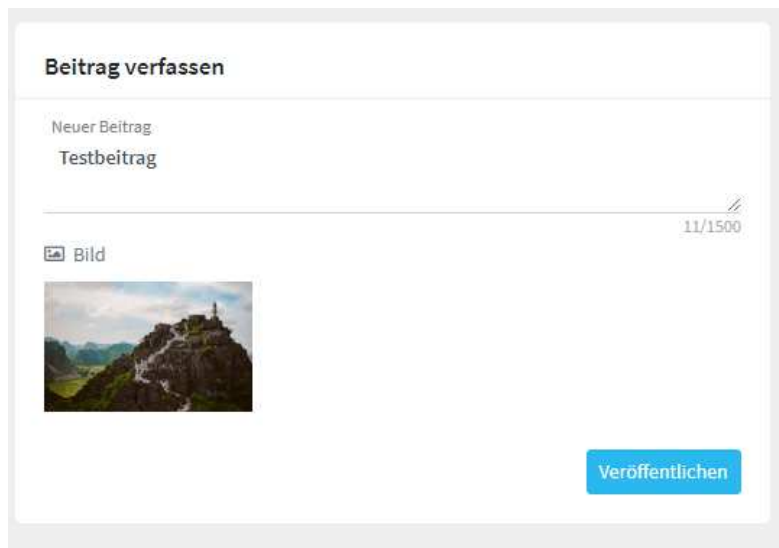 Beitrag verfassen
Neuer Beitrag
Testbeitrag
11/1500
Bild
Veröffentlichen